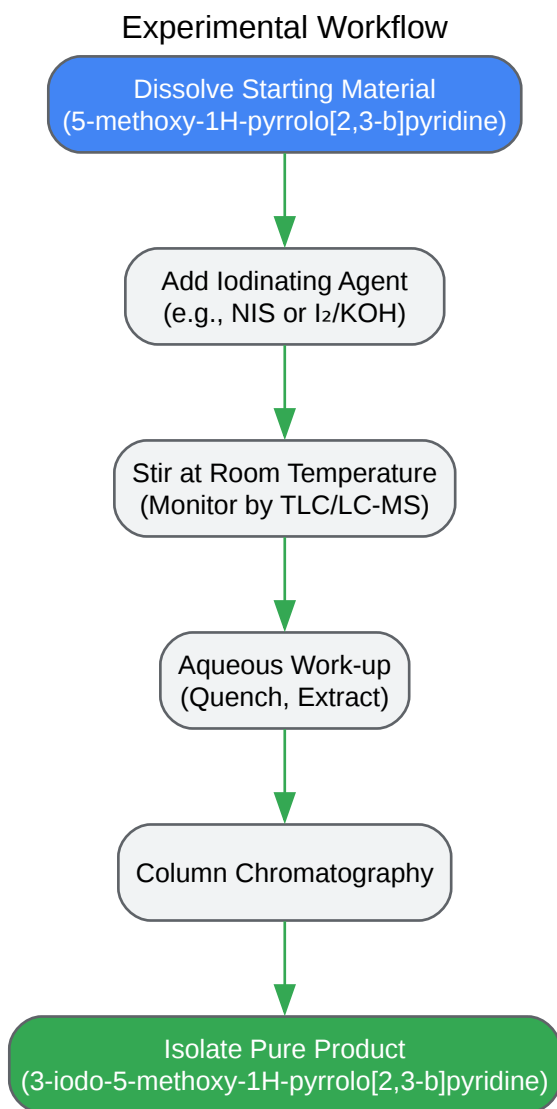 Experimental Workflow
Dissolve Starting Material
(5-methoxy-1H-pyrrolo[2,3-b]pyridine)
Add Iodinating Agent
(e.g., NIS or I₂/KOH)
Stir at Room Temperature
(Monitor by TLC/LC-MS)
Aqueous Work-up
(Quench, Extract)
Column Chromatography
Isolate Pure Product
(3-iodo-5-methoxy-1H-pyrrolo[2,3-b]pyridine)